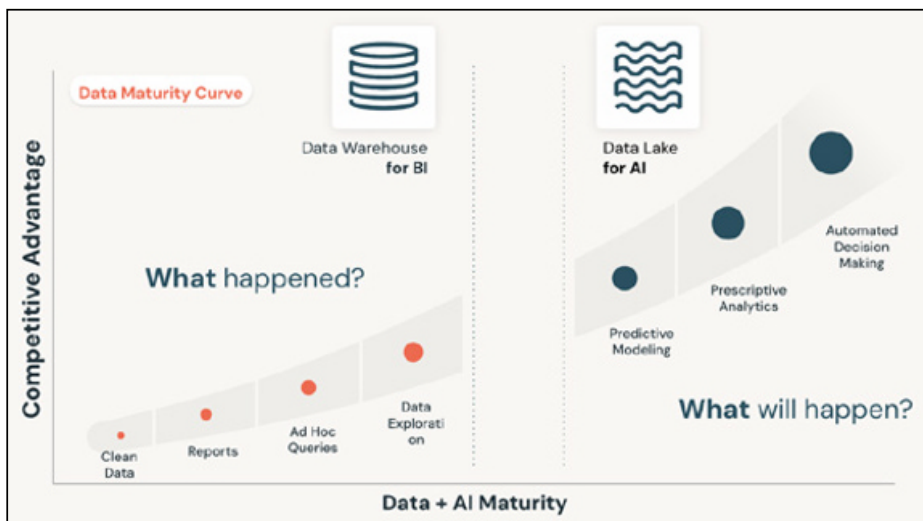 Data Maturity Curve
Data Warehouse
for BI
Data Lake
for AI
Competitive Advantage
What happened?
Automated
Decision
Making
Prescriptive
Analytics
Predictive
Modeling
What will happen?
Data
Explorati
on
Ad Hoc
Queries
Reports
Clean
Data
Data + AI Maturity